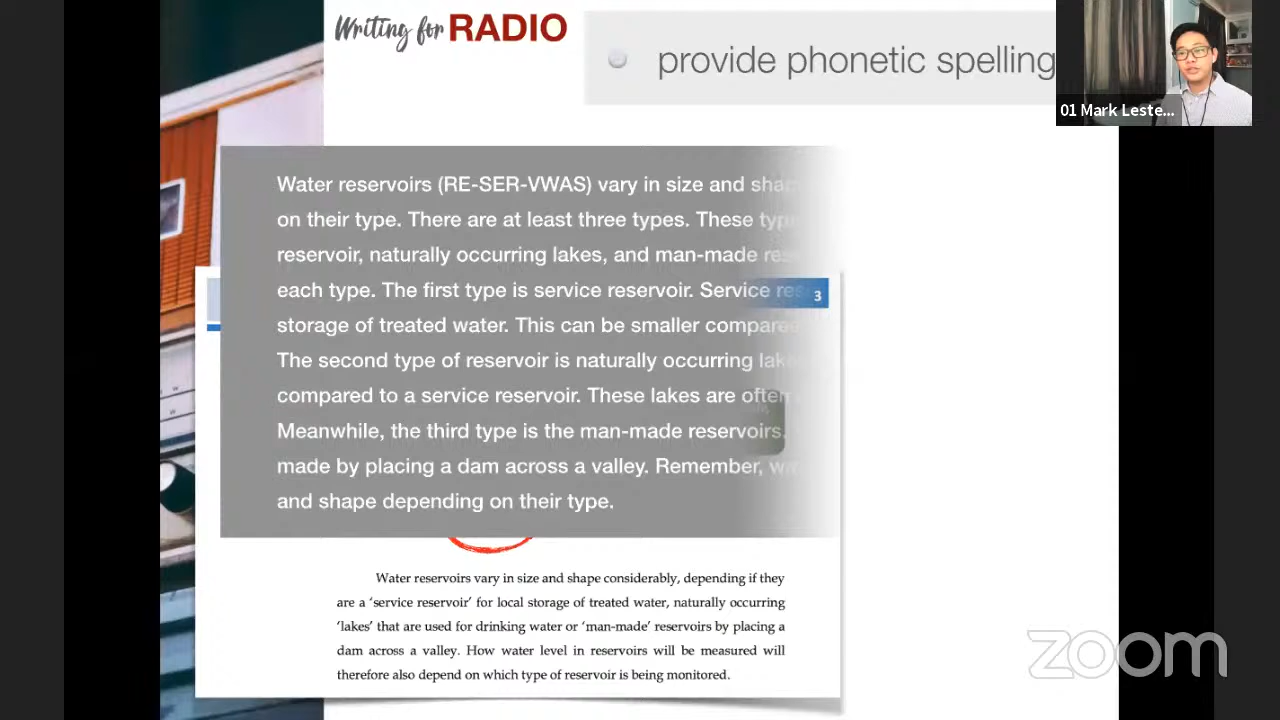 Writing for RADIO
provide phonetic spelling
01 Mark Leste...
Water reservoirs (RE-SER-VWAS) vary in size and
on their type. There are at least three types. These
reservoir, naturally occurring lakes, and man-made
each type. The first type is service reservoir. Service
3
storage of treated water. This can be smaller
The second type of reservoir is naturally occurring
compared to a service reservoir. These lakes are often
Meanwhile, the third type is the man-made reservoirs.
made by placing a dam across a valley. Remember,
and shape depending on their type.
Water reservoirs vary in size and shape considerably, depending if they
are a ‘service reservoir’ for local storage of treated water, naturally occurring
‘lakes’ that are used for drinking water or ‘man-made’ reservoirs by placing a
dam across a valley. How water level in reservoirs will be measured will
therefore also depend on which type of reservoir is being monitored.
zoom